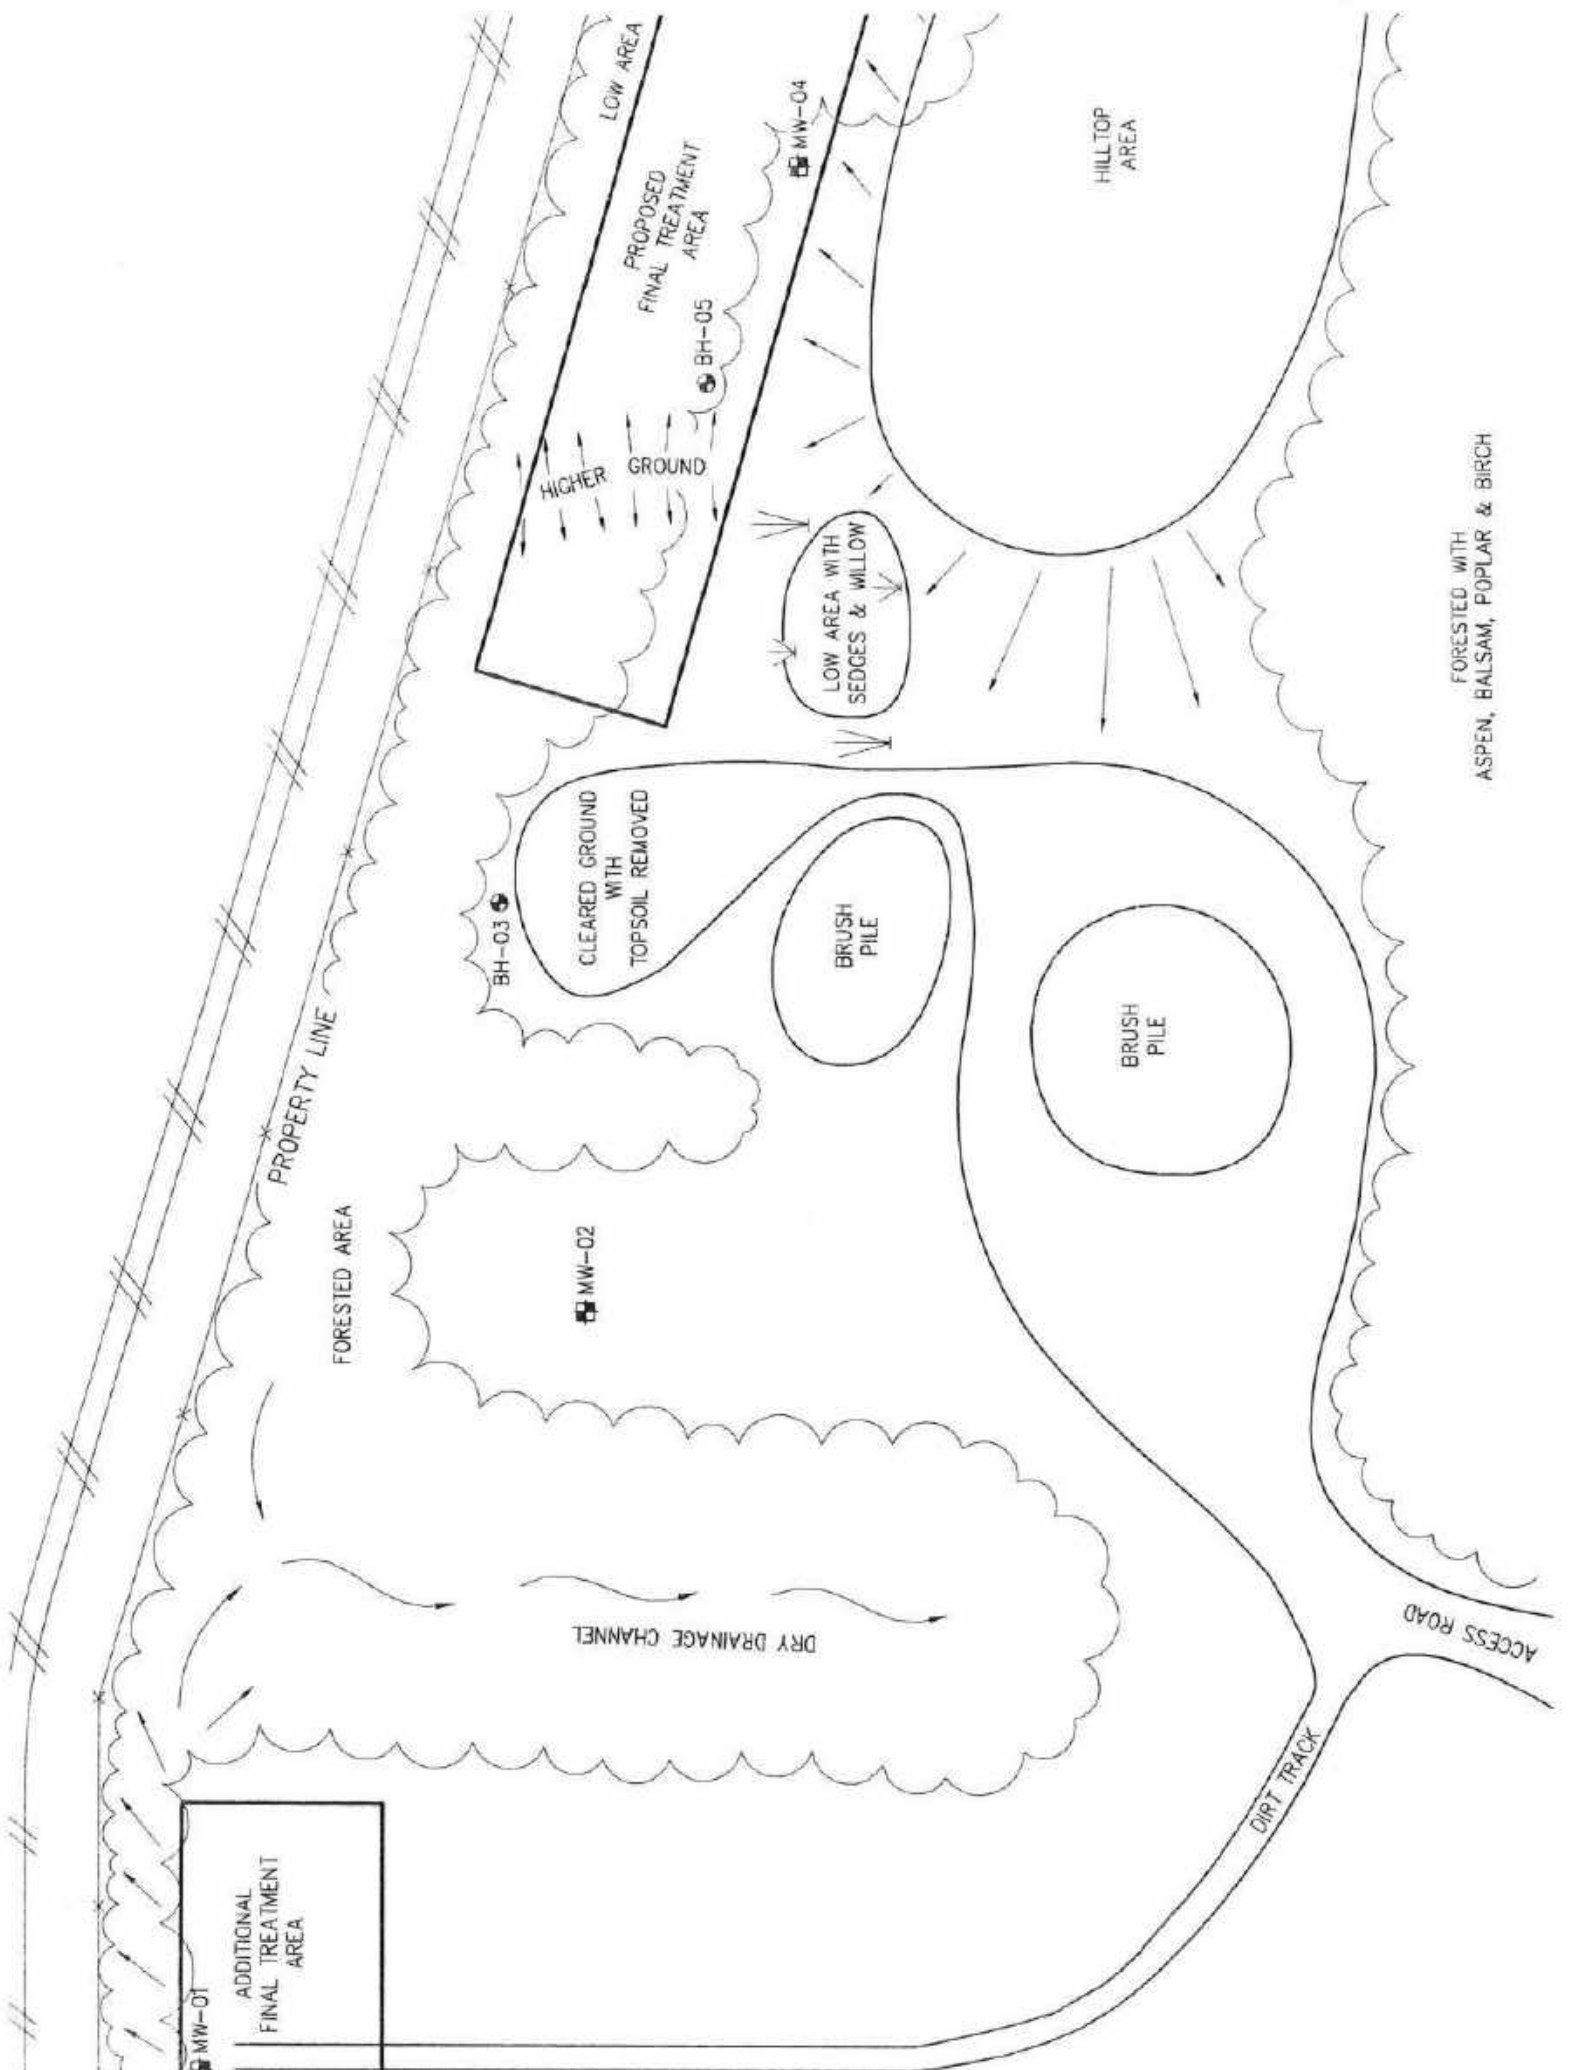 LOW AREA
PROPOSED
FINAL TREATMENT
AREA
MW-04
BH-05
HILLTOP
AREA
HIGHER GROUND
LOW AREA WITH
SEDGES & WILLOW
FORESTED WITH
ASPEN, BALSAM, POPLAR & BIRCH
CLEARED GROUND
WITH
TOPSOIL REMOVED
BH-03
BRUSH
PILE
BRUSH
PILE
PROPERTY LINE
FORESTED AREA
MW-02
DRY DRAINAGE CHANNEL
ACCESS ROAD
DIRT TRACK
ADDITIONAL
FINAL TREATMENT
AREA
MW-01